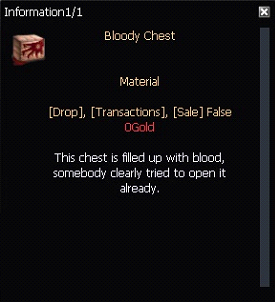 Information1/1
Bloody Chest
Material
[Drop], [Transactions], [Sale] False
0Gold
This chest is filled up with blood,
somebody clearly tried to open it
already.